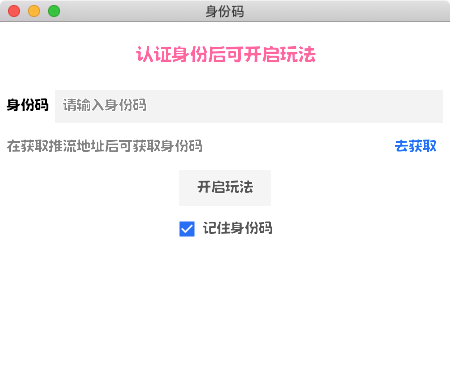 身份码
认证身份后可开启玩法
身份码 请输入身份码
在获取推流地址后可获取身份码 去获取
开启玩法
记住身份码